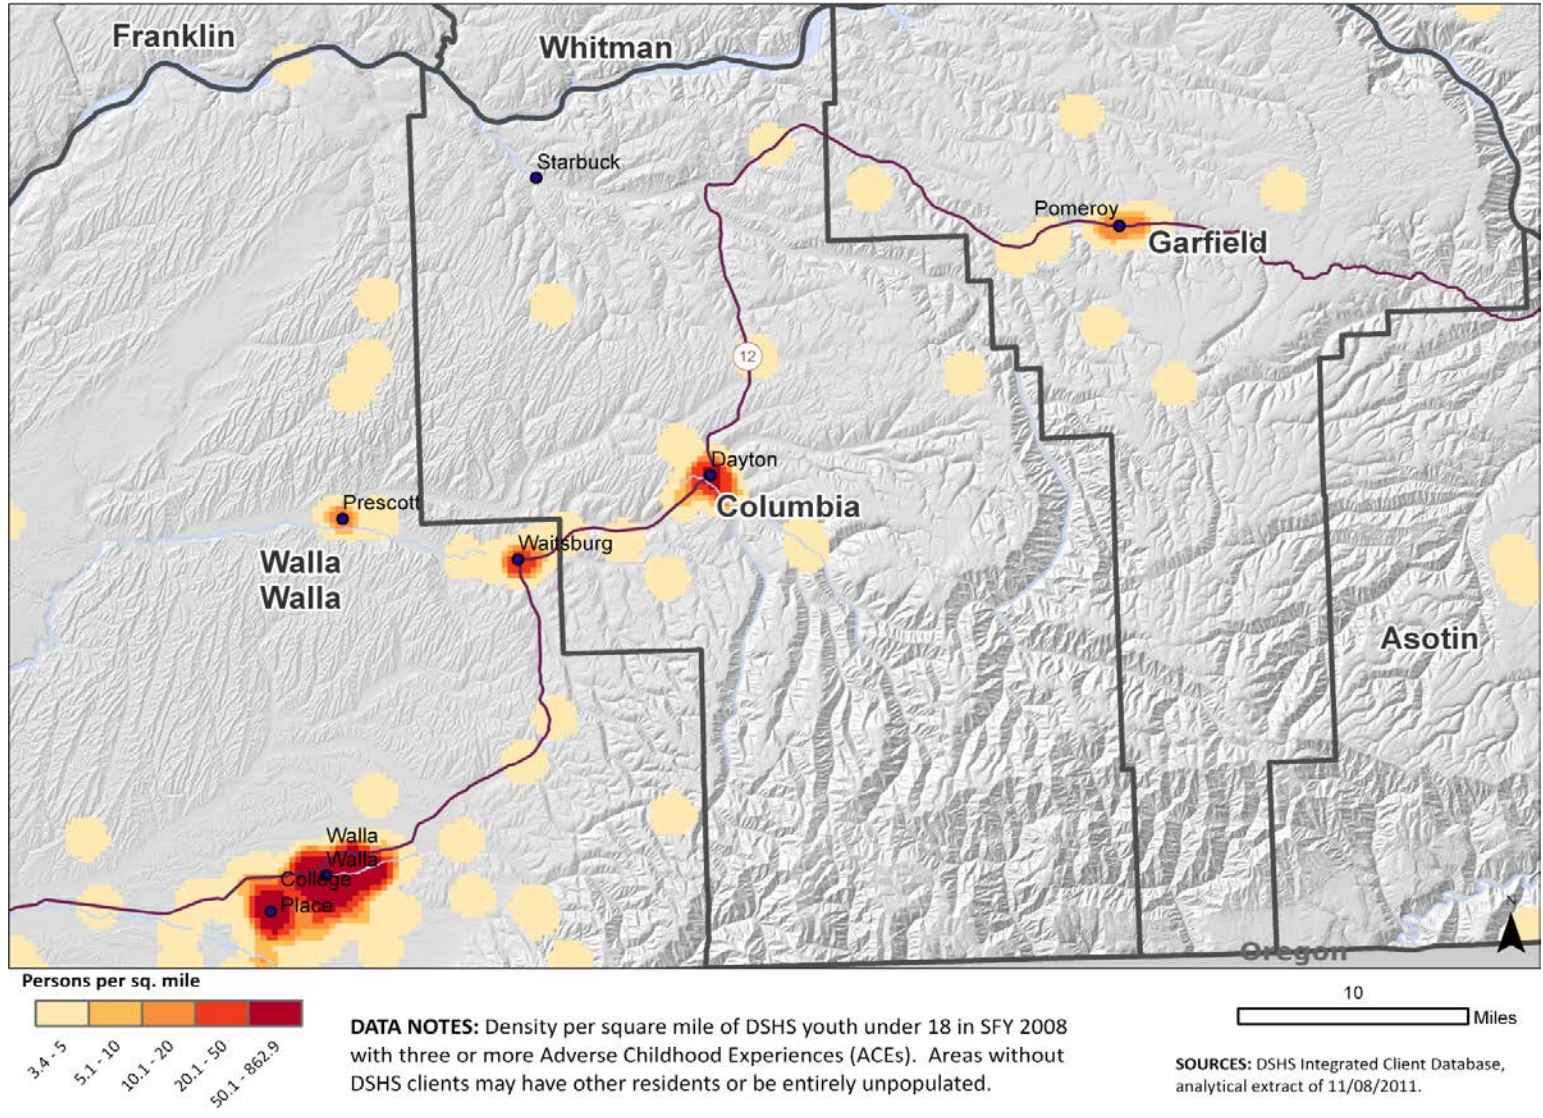 Franklin
Whitman
Starbuck
Pomeroy
Garfield
12
Dayton
Columbia
Prescott
Waitsburg
Walla
Walla
Asotin
Walla
Walla
College
Place
N
Oregon
Persons per sq. mile
3.4 - 5
5.1 - 10
10.1 - 20
20.1 - 50
50.1 - 862.9
DATA NOTES: Density per square mile of DSHS youth under 18 in SFY 2008
with three or more Adverse Childhood Experiences (ACEs). Areas without
DSHS clients may have other residents or be entirely unpopulated.
10
Miles
SOURCES: DSHS Integrated Client Database,
analytical extract of 11/08/2011.